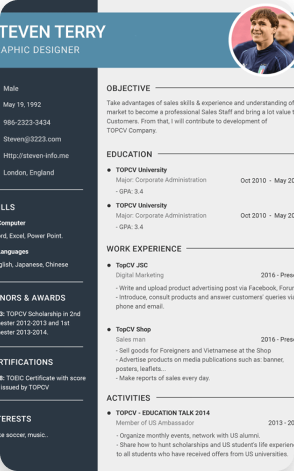 TEVEN TERRY
APHIC DESIGNER
Male
May 19, 1992
986-2323-3434
Steven@3223.com
Http://steven-info.me
London, England
LLS
omputer
rd, Excel, Power Point.
anguages
glish, Japanese, Chinese
NORS & AWARDS
3: TOPCV Scholarship in 2nd
ester 2012-2013 and 1st
ester 2013-2014.
RTIFICATIONS
8: TOEIC Certificate with score
issued by TOPCV
TERESTS
ke soccer, music..
OBJECTIVE
Take advantages of sales skills & experience and understanding of
market to become a professional Sales Staff and bring a lot value t
Customers. From that, I will contribute to development of
TOPCV Company.
EDUCATION
TOPCV University
Major: Corporate Administration Oct 2010 - May 20
- GPA: 3.4
TOPCV University
Major: Corporate Administration Oct 2010 - May 20
- GPA: 3.4
WORK EXPERIENCE
TopCV JSC
Digital Marketing 2016 - Prese
- Write and upload product advertising post via Facebook, Forum
- Introduce, consult products and answer customers' queries via
phone and email.
TopCV Shop
Sales man 2016 - Prese
- Sell goods for Foreigners and Vietnamese at the Shop
- Advertise products on media publications such as: banner,
posters, leaflets...
- Make reports of sales every day.
ACTIVITIES
TOPCV - EDUCATION TALK 2014
Member of US Ambassador 2013 - 20
- Organize monthly events, network with US alumni.
- Share how to hunt scholarships and US student's life experienc
to all students who have received offers from US universities.